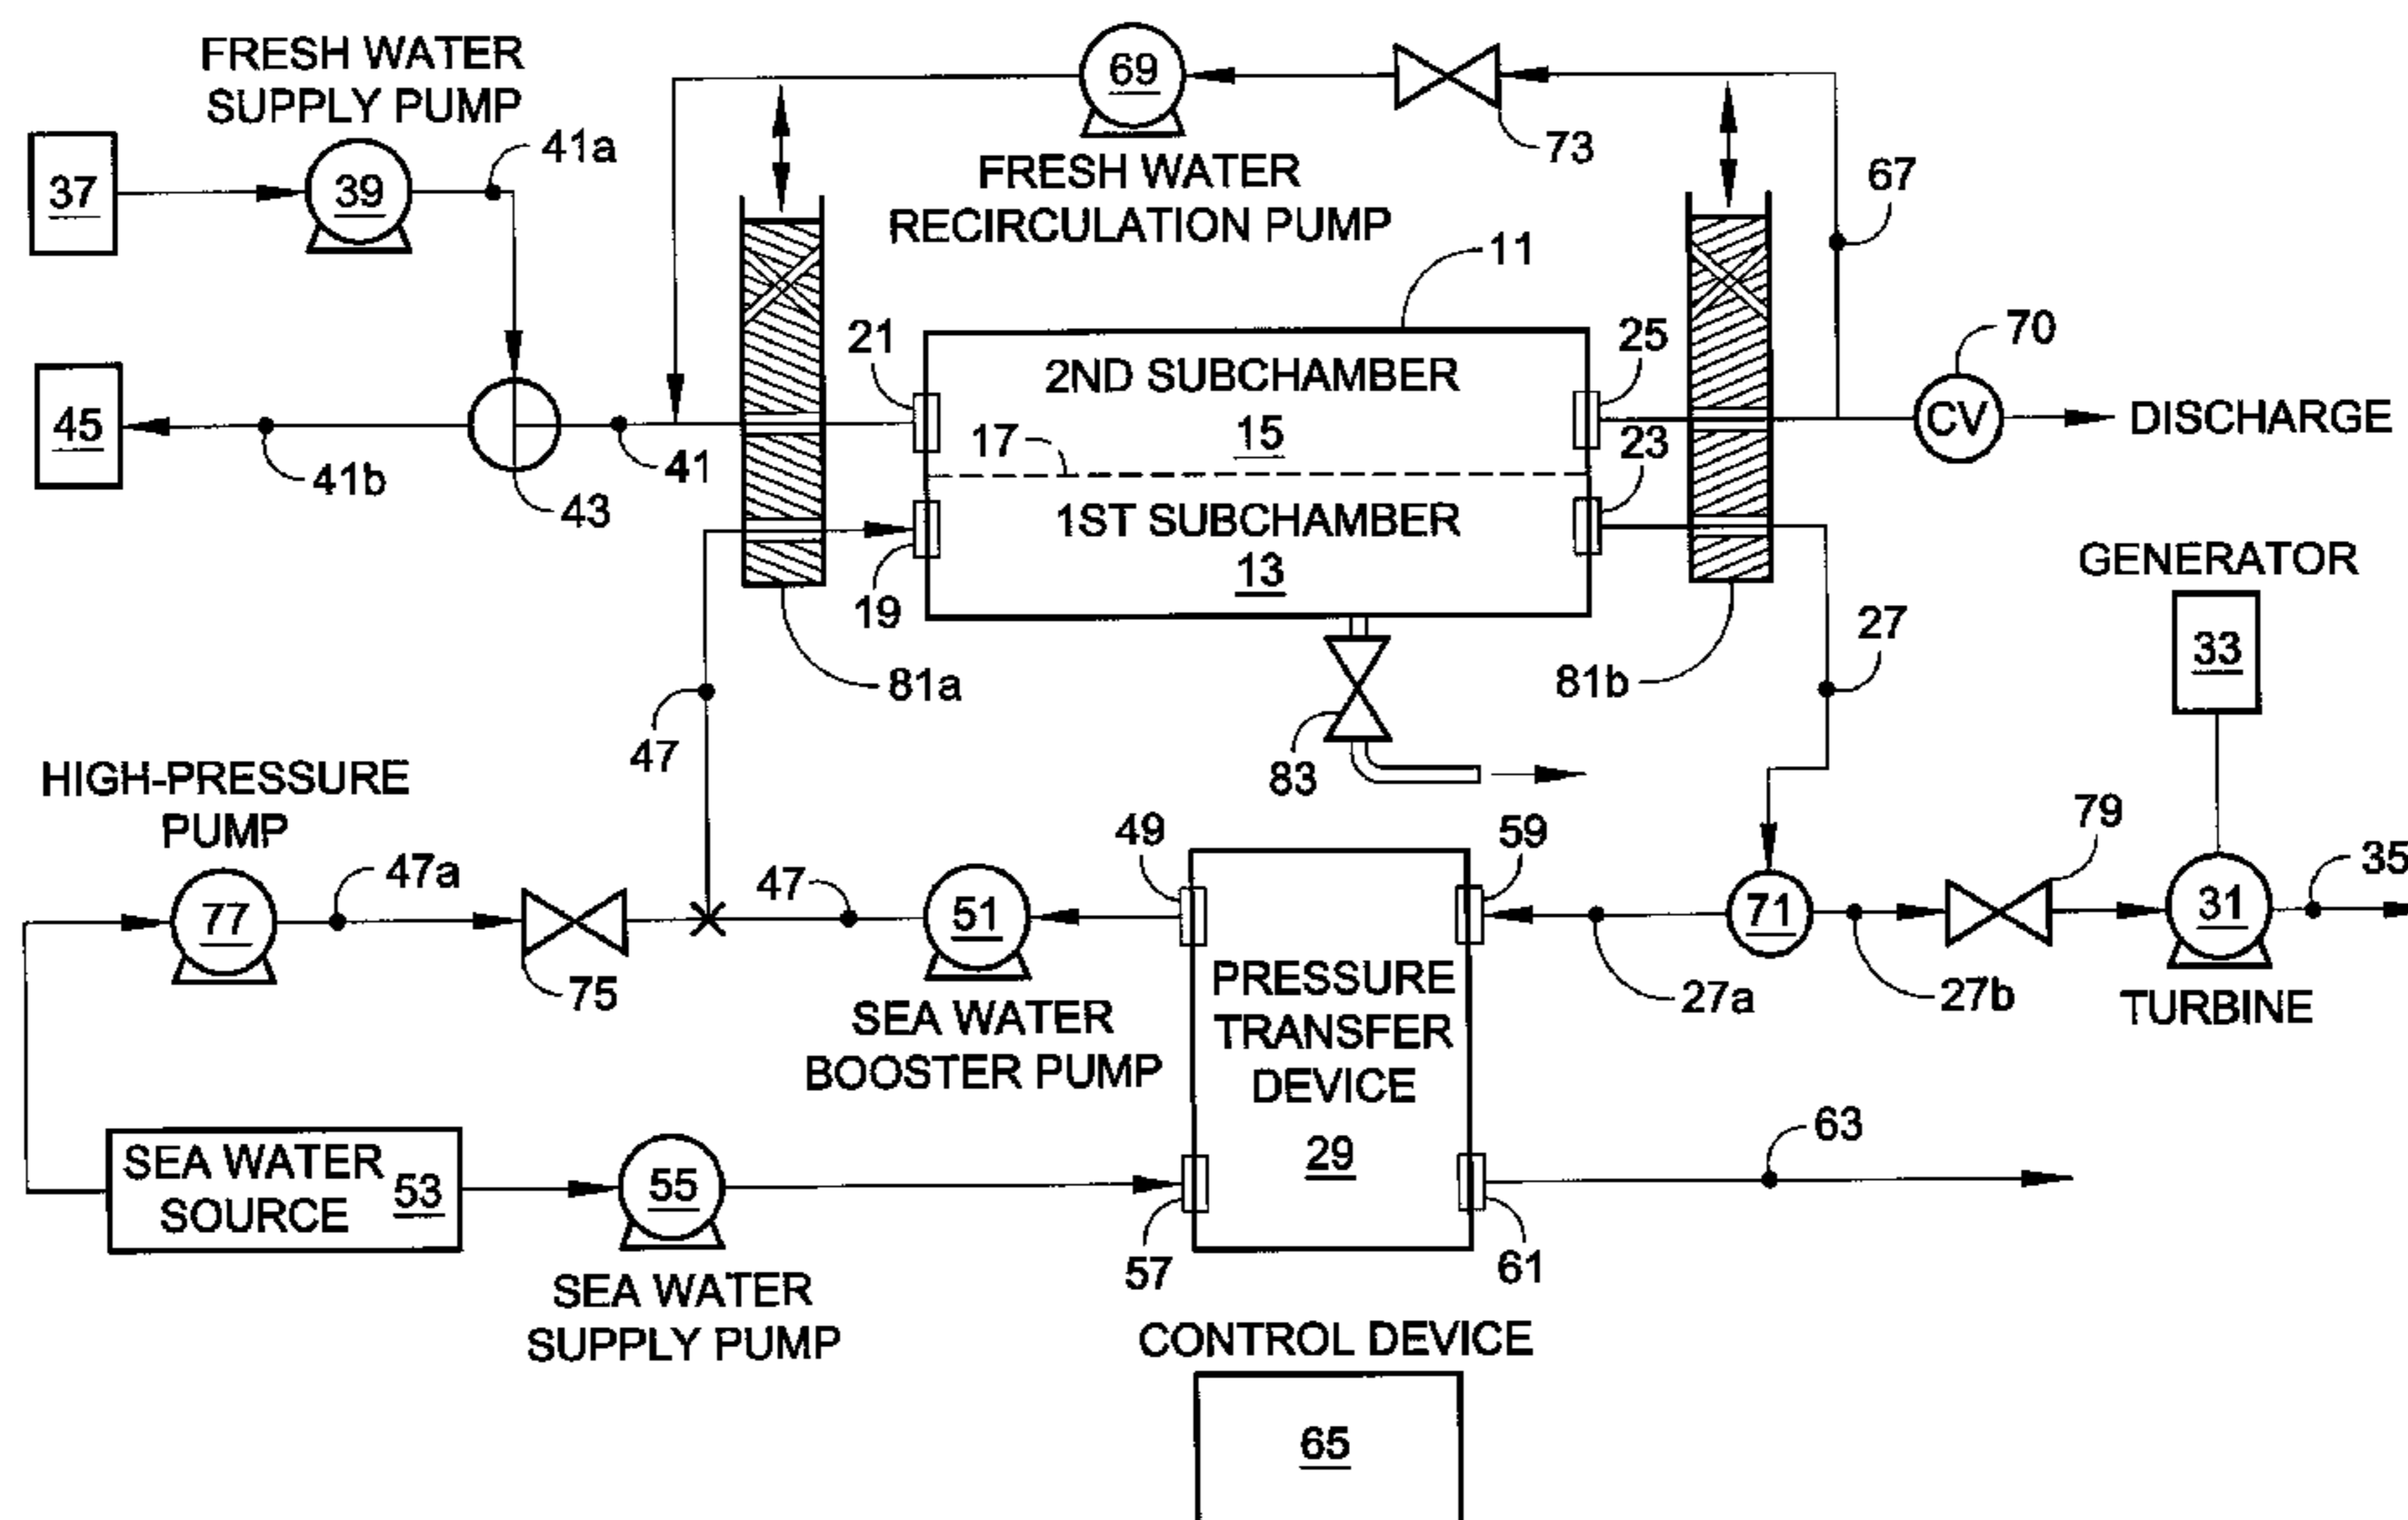 FRESH WATER
SUPPLY PUMP
69
73
FRESH WATER
RECIRCULATION PUMP
37
39
41a
67
11
21
2ND SUBCHAMBER
15
25
70
CV
DISCHARGE
45
41b
43
41
17
23
1ST SUBCHAMBER
13
19
81a
81b
27
GENERATOR
33
47
83
HIGH-PRESSURE
PUMP
77
47a
75
47
51
49
59
71
79
31
35
SEA WATER
BOOSTER PUMP
PRESSURE
TRANSFER
DEVICE
29
27a
27b
TURBINE
SEA WATER
SOURCE
53
55
57
61
63
SEA WATER
SUPPLY PUMP
CONTROL DEVICE
65